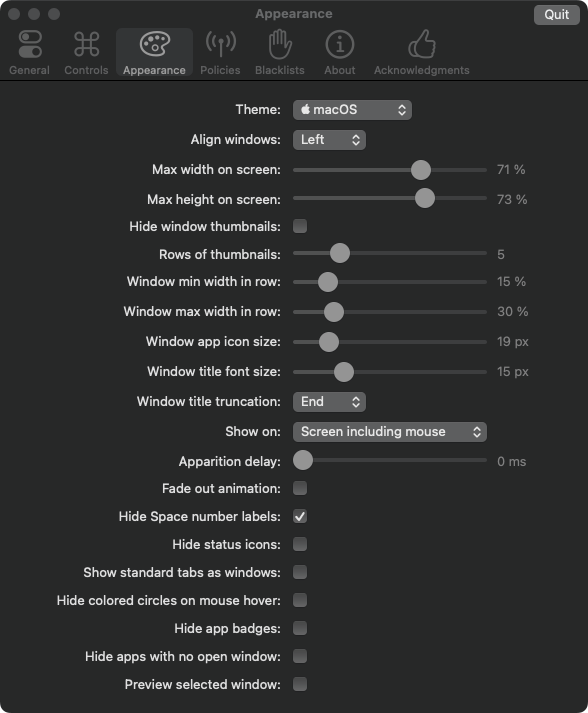 Appearance
Quit
General Controls Appearance Policies Blacklists About Acknowledgments
Theme: macOS
Align windows: Left
Max width on screen: 71 %
Max height on screen: 73 %
Hide window thumbnails:
Rows of thumbnails: 5
Window min width in row: 15 %
Window max width in row: 30 %
Window app icon size: 19 px
Window title font size: 15 px
Window title truncation: End
Show on: Screen including mouse
Apparition delay: 0 ms
Fade out animation:
Hide Space number labels:
Hide status icons:
Show standard tabs as windows:
Hide colored circles on mouse hover:
Hide app badges:
Hide apps with no open window:
Preview selected window: